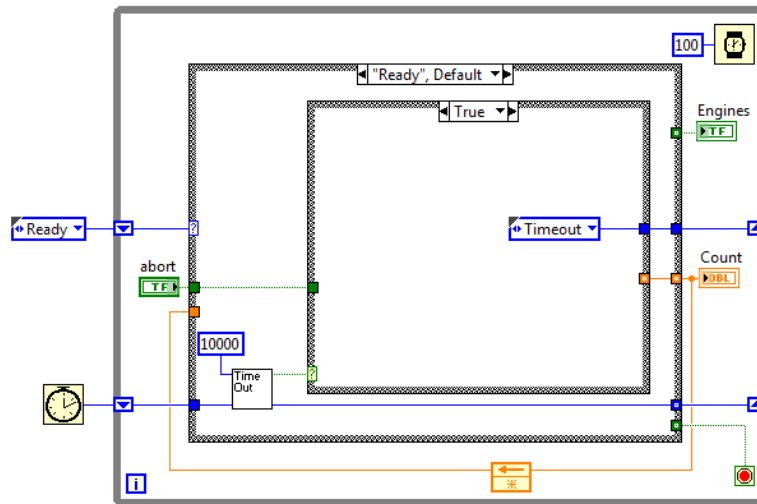 100
"Ready", Default
True
Engines
TF
Ready
?
Timeout
abort
TF
Count
DBL
10000
Time
Out
?
i